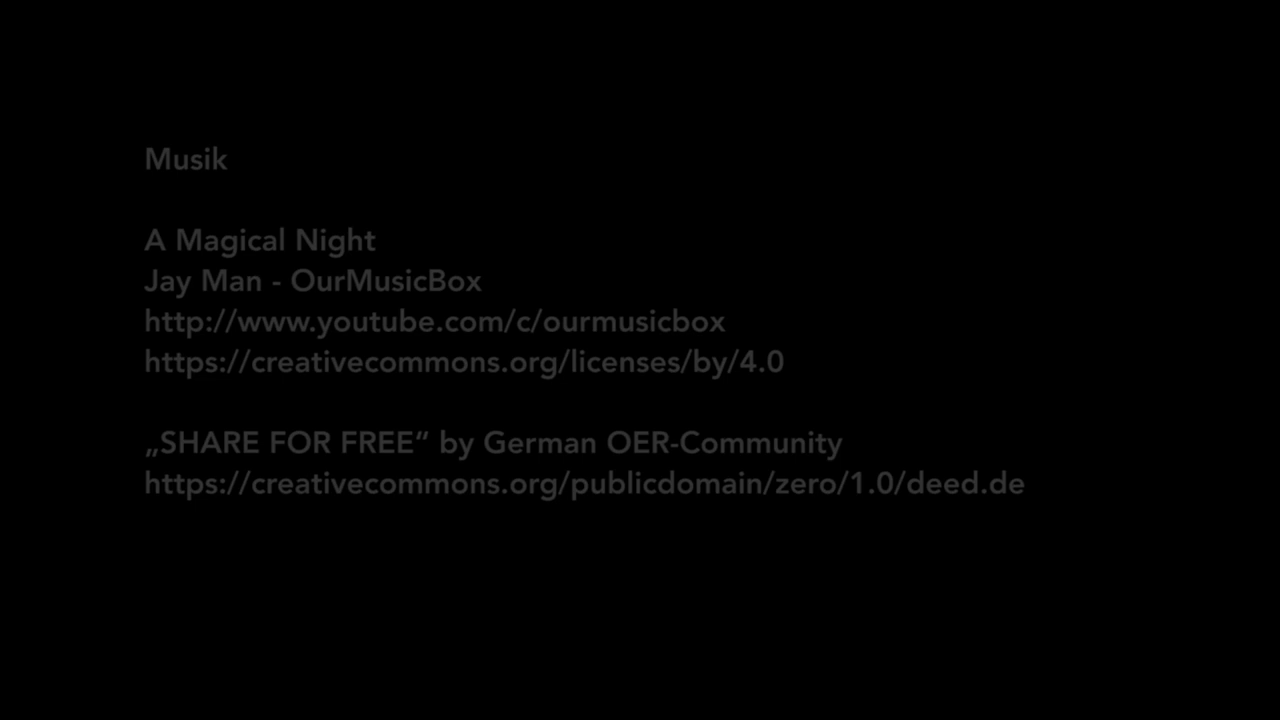 Musik
A Magical Night
Jay Man - OurMusicBox
http://www.youtube.com/c/ourmusicbox
https://creativecommons.org/licenses/by/4.0
„SHARE FOR FREE“ by German OER-Community
https://creativecommons.org/publicdomain/zero/1.0/deed.de